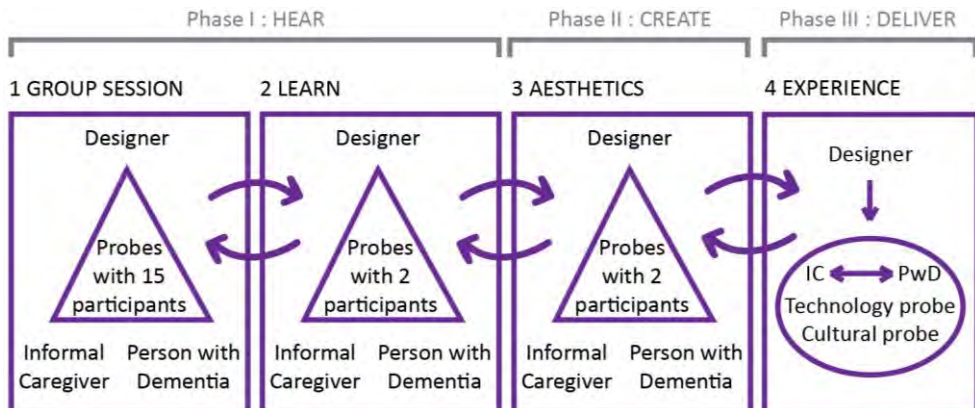 Phase I : HEAR
Phase II : CREATE
Phase III : DELIVER
1 GROUP SESSION
2 LEARN
3 AESTHETICS
4 EXPERIENCE
Designer
Probes
with 15
participants
Informal
Caregiver
Person with
Dementia
Designer
Probes
with 2
participants
Informal
Caregiver
Person with
Dementia
Designer
Probes
with 2
participants
Informal
Caregiver
Person with
Dementia
Designer
IC
PwD
Technology probe
Cultural probe